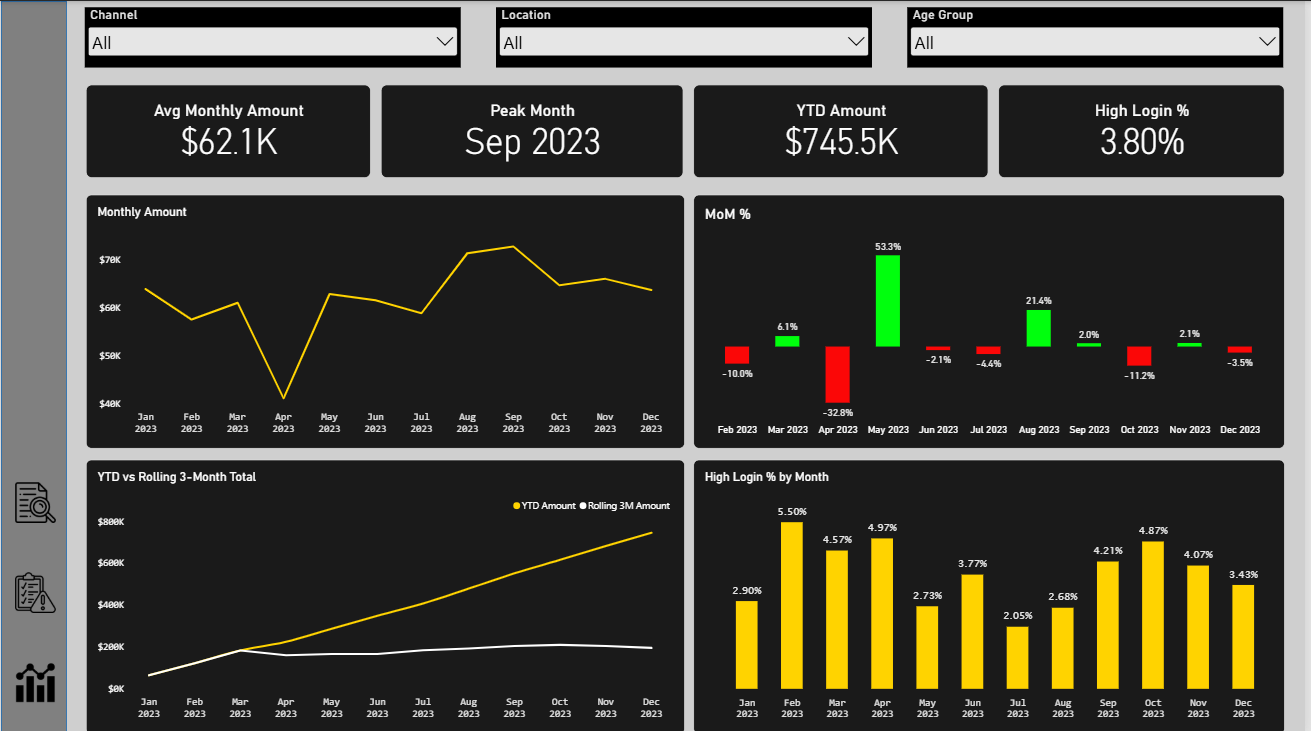 Channel
All
Location
All
Age Group
All
Avg Monthly Amount
$62.1K
Peak Month
Sep 2023
YTD Amount
$745.5K
High Login %
3.80%
Monthly Amount
$70K
$60K
$50K
$40K
Jan Feb Mar Apr May Jun Jul Aug Sep Oct Nov Dec
2023 2023 2023 2023 2023 2023 2023 2023 2023 2023 2023 2023
MoM %
-10.0%
6.1%
-32.8%
53.3%
-2.1%
-4.4%
21.4%
2.0%
-11.2%
2.1%
-3.5%
Feb 2023 Mar 2023 Apr 2023 May 2023 Jun 2023 Jul 2023 Aug 2023 Sep 2023 Oct 2023 Nov 2023 Dec 2023
YTD vs Rolling 3-Month Total
YTD Amount Rolling 3M Amount
$800K
$600K
$400K
$200K
$0K
Jan Feb Mar Apr May Jun Jul Aug Sep Oct Nov Dec
2023 2023 2023 2023 2023 2023 2023 2023 2023 2023 2023 2023
High Login % by Month
2.90%
5.50%
4.57%
4.97%
2.73%
3.77%
2.05%
2.68%
4.21%
4.87%
4.07%
3.43%
Jan Feb Mar Apr May Jun Jul Aug Sep Oct Nov Dec
2023 2023 2023 2023 2023 2023 2023 2023 2023 2023 2023 2023